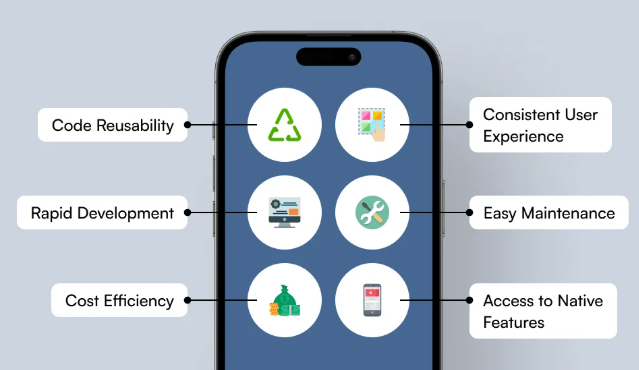 Code Reusability
Consistent User
Experience
Rapid Development
Easy Maintenance
Cost Efficiency
Access to Native
Features